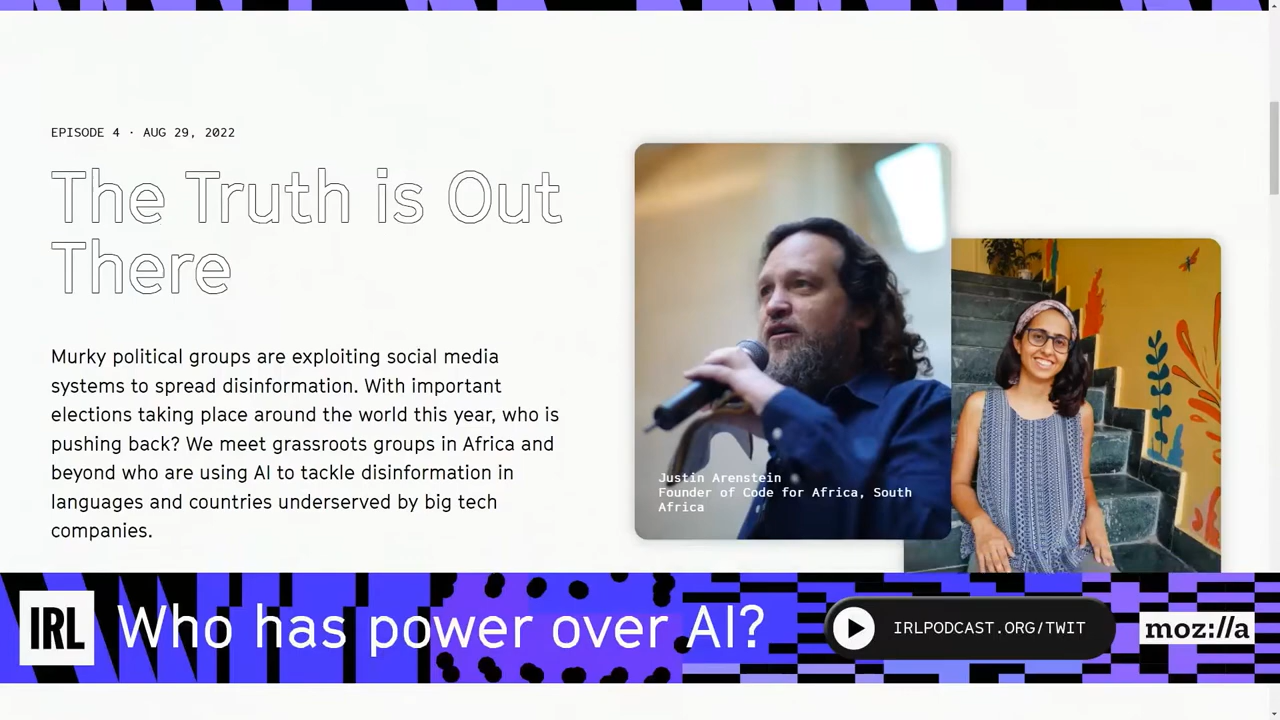 EPISODE 4 · AUG 29, 2022
The Truth is Out
There
Murky political groups are exploiting social media
systems to spread disinformation. With important
elections taking place around the world this year, who is
pushing back? We meet grassroots groups in Africa and
beyond who are using AI to tackle disinformation in
languages and countries underserved by big tech
companies.
Justin Arenstein
Founder of Code for Africa, South
Africa
IRL
Who has power over AI?
IRLPODCAST.ORG/TWIT
moz://a